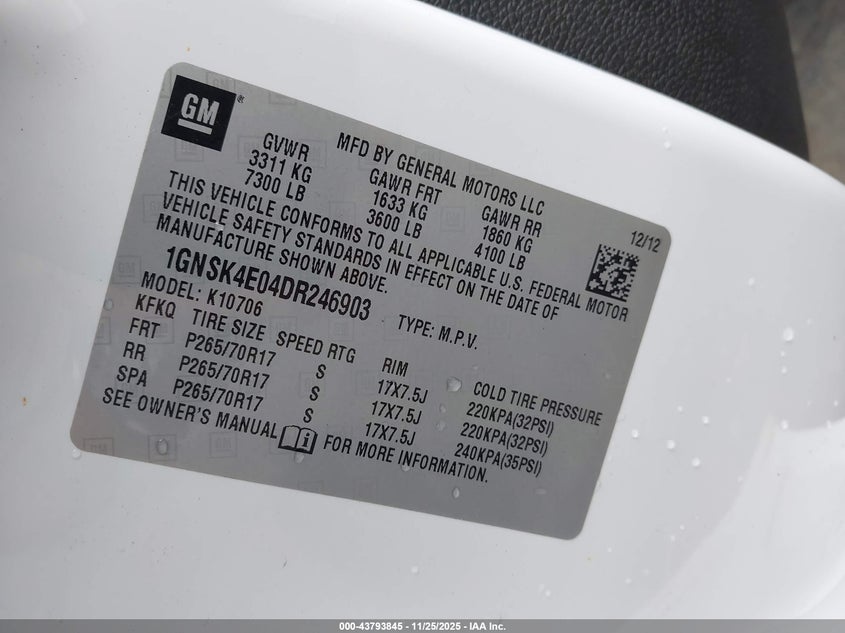 GM ®
MFD BY GENERAL MOTORS LLC
GVWR GAWR FRT GAWR RR
3311 KG 1633 KG 1860 KG
7300 LB 3600 LB 4100 LB
12/12
THIS VEHICLE CONFORMS TO ALL APPLICABLE U.S. FEDERAL MOTOR
VEHICLE SAFETY STANDARDS IN EFFECT ON THE DATE OF
MANUFACTURE SHOWN ABOVE.
1GNSK4E04DR246903
TYPE: M.P.V.
MODEL: K10706
KFKQ TIRE SIZE SPEED RTG RIM COLD TIRE PRESSURE
FRT P265/70R17 S 17X7.5J 220KPA(32PSI)
RR P265/70R17 S 17X7.5J 220KPA(32PSI)
SPA P265/70R17 S 17X7.5J 240KPA(35PSI)
SEE OWNER'S MANUAL FOR MORE INFORMATION.
000-43793845 - 11/25/2025 - IAA Inc.